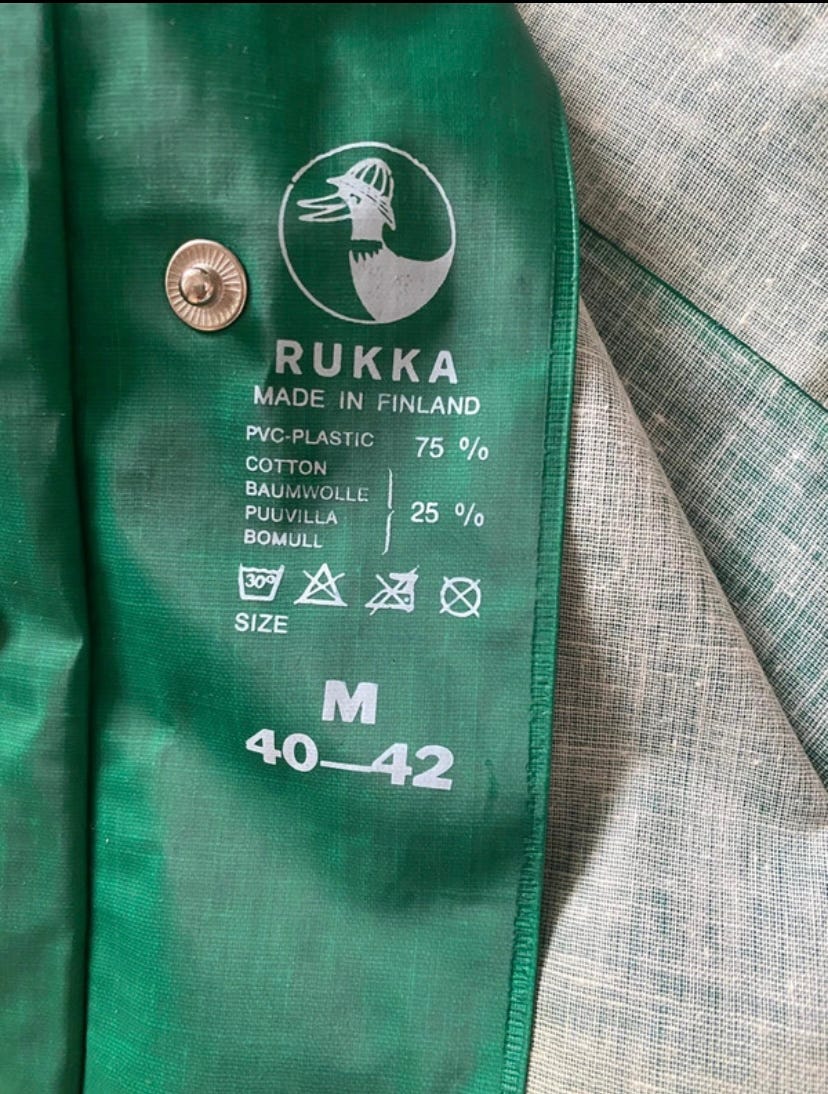 RUKKA
MADE IN FINLAND
PVC-PLASTIC 75 %
COTTON
BAUMWOLLE
PUUVILLA 25 %
BOMULL
30°
SIZE
M
40—42